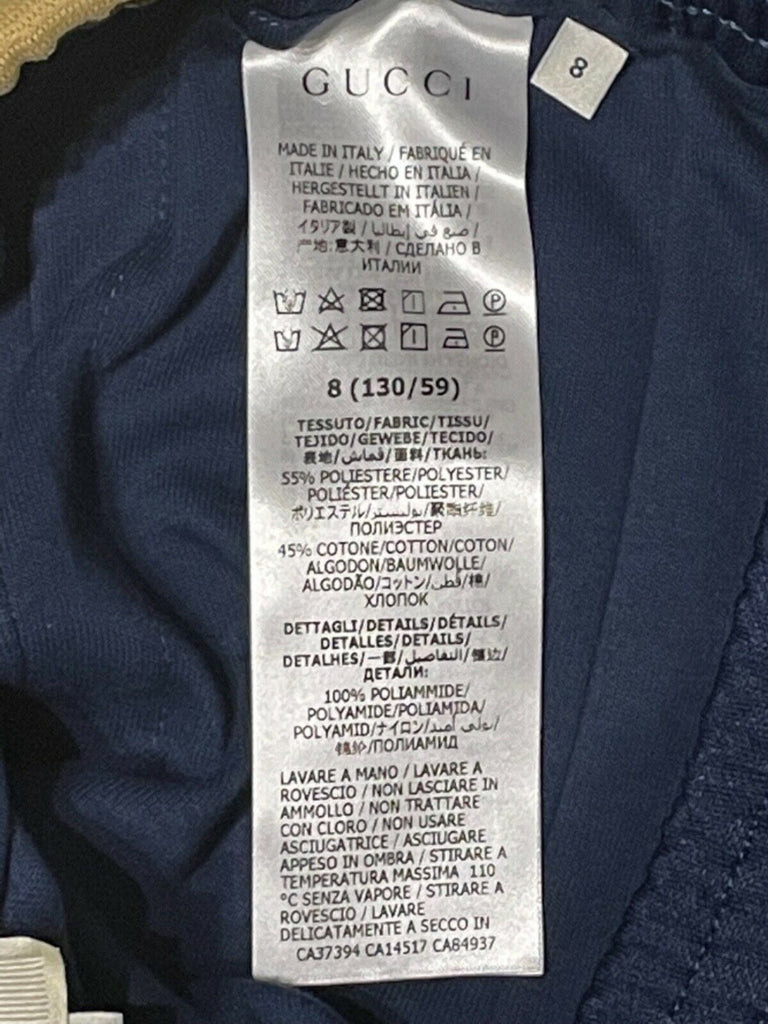 GUCCI
8
MADE IN ITALY / FABRIQUÉ EN
ITALIE / HECHO EN ITALIA /
HERGESTELLT IN ITALIEN /
FABRICADO EM ITÁLIA /
イタリア製 / صنع في إيطاليا /
产地:意大利 / СДЕЛАНО В
ИТАЛИИ
8 (130/59)
TESSUTO/FABRIC/TISSU/
TEJIDO/GEWEBE/TECIDO/
表地/قماش/面料/ТКАНЬ:
55% POLIESTERE/POLYESTER/
POLIÉSTER/POLIESTER/
ポリエステル/بوليستر/聚酯纤维/
ПОЛИЭСТЕР
45% COTONE/COTTON/COTON/
ALGODON/BAUMWOLLE/
ALGODÃO/コットン/قطن/棉/
ХЛОПОК
DETTAGLI/DETAILS/DÉTAILS/
DETALLES/DETAILS/
DETALHES/一部/التفاصيل/
ДЕТАЛИ:
100% POLIAMMIDE/
POLYAMIDE/POLIAMIDA/
POLYAMID/ナイロン/بولي أميد/
锦纶/ПОЛИАМИД
LAVARE A MANO / LAVARE A
ROVESCIO / NON LASCIARE IN
AMMOLLO / NON TRATTARE
CON CLORO / NON USARE
ASCIUGATRICE / ASCIUGARE
APPESO IN OMBRA / STIRARE A
TEMPERATURA MASSIMA 110
°C SENZA VAPORE / STIRARE A
ROVESCIO / LAVARE
DELICATAMENTE A SECCO IN
CA37394 CA14517 CA84937